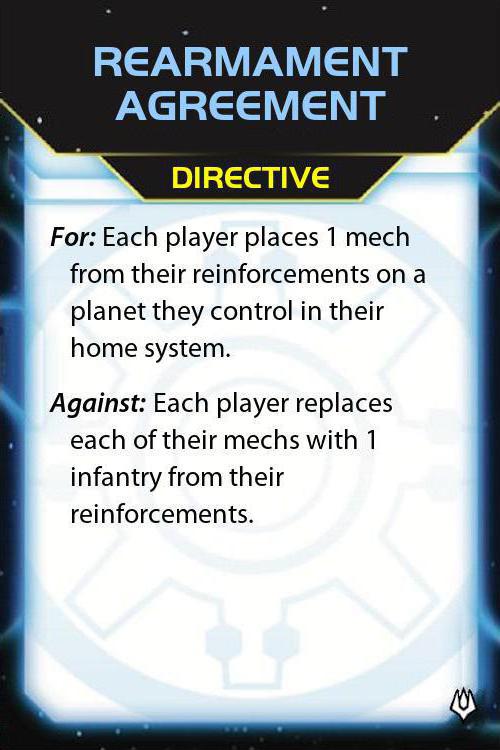 REARMAMENT
AGREEMENT
DIRECTIVE
For: Each player places 1 mech
from their reinforcements on a
planet they control in their
home system.
Against: Each player replaces
each of their mechs with 1
infantry from their
reinforcements.